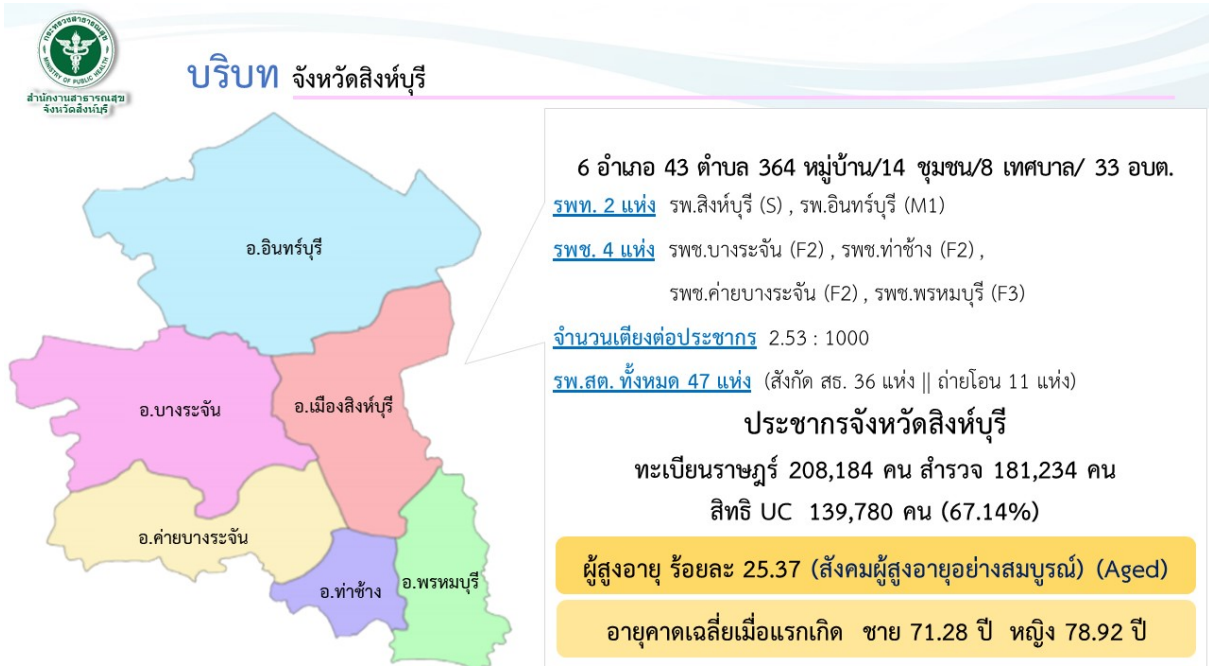 กระทรวงสาธารณสุข
MINISTRY OF PUBLIC HEALTH
สำนักงานสาธารณสุข
จังหวัดสิงห์บุรี
บริบท จังหวัดสิงห์บุรี
อ.อินทร์บุรี
อ.บางระจัน
อ.เมืองสิงห์บุรี
อ.ค่ายบางระจัน
อ.ท่าช้าง
อ.พรหมบุรี
6 อำเภอ 43 ตำบล 364 หมู่บ้าน/14 ชุมชน/8 เทศบาล/ 33 อบต.
รพท. 2 แห่ง รพ.สิงห์บุรี (S) , รพ.อินทร์บุรี (M1)
รพช. 4 แห่ง รพช.บางระจัน (F2) , รพช.ท่าช้าง (F2) ,
รพช.ค่ายบางระจัน (F2) , รพช.พรหมบุรี (F3)
จำนวนเตียงต่อประชากร 2.53 : 1000
รพ.สต. ทั้งหมด 47 แห่ง (สังกัด สธ. 36 แห่ง || ถ่ายโอน 11 แห่ง)
ประชากรจังหวัดสิงห์บุรี
ทะเบียนราษฎร์ 208,184 คน สำรวจ 181,234 คน
สิทธิ UC 139,780 คน (67.14%)
ผู้สูงอายุ ร้อยละ 25.37 (สังคมผู้สูงอายุอย่างสมบูรณ์) (Aged)
อายุคาดเฉลี่ยเมื่อแรกเกิด ชาย 71.28 ปี หญิง 78.92 ปี